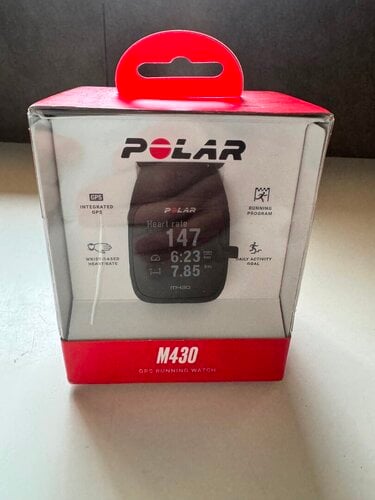 POLAR
GPS
INTEGRATED
GPS
RUNNING
PROGRAM
WRIST-BASED
HEART RATE
DAILY ACTIVITY
GOAL
POLAR
Heart rate
147
6:23
7.85
M430
M430
GPS RUNNING WATCH